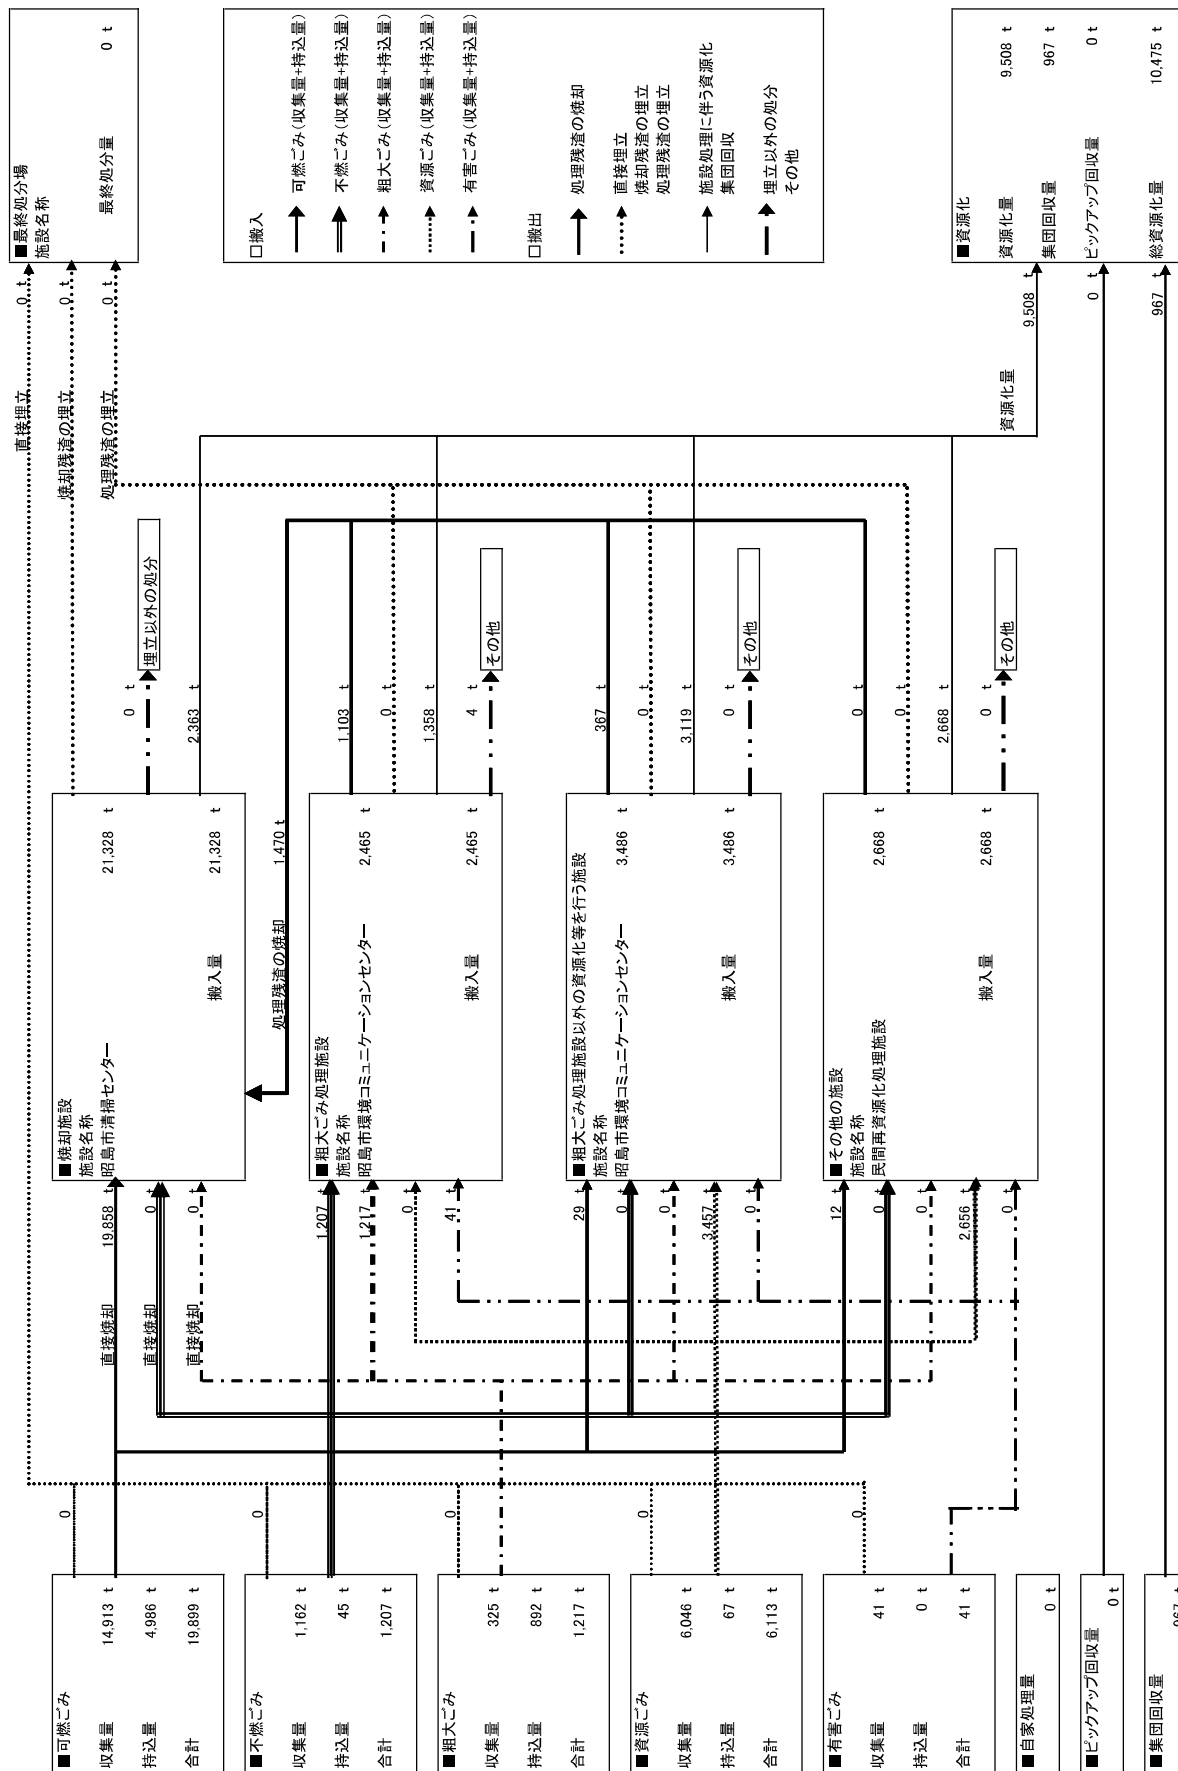 ■可燃ごみ
収集量 14,913 t
持込量 4,986 t
合計 19,899 t
■不燃ごみ
収集量 1,162 t
持込量 45 t
合計 1,207 t
■粗大ごみ
収集量 325 t
持込量 892 t
合計 1,217 t
■資源ごみ
収集量 6,046 t
持込量 67 t
合計 6,113 t
■有害ごみ
収集量 41 t
持込量 0 t
合計 41 t
■自家処理量
0 t
■ピックアップ回収量
0 t
■集団回収量
0
0
0
0
0
直接焼却 19,858 t
直接焼却 0 t
直接焼却 0 t
1,207 t
1,217 t
0 t
41 t
29 t
0 t
0 t
3,457 t
0 t
12 t
0 t
0 t
2,656 t
0 t
■焼却施設
施設名称
昭島市清掃センター 21,328 t
搬入量 21,328 t
処理残渣の焼却 1,470 t
■粗大ごみ処理施設
施設名称
昭島市環境コミュニケーションセンター 2,465 t
搬入量 2,465 t
■粗大ごみ処理施設以外の資源化等を行う施設
施設名称
昭島市環境コミュニケーションセンター 3,486 t
搬入量 3,486 t
■その他の施設
施設名称
民間再資源化処理施設 2,668 t
搬入量 2,668 t
0 t
埋立以外の処分
2,363 t
1,103 t
0 t
1,358 t
4 t
その他
367 t
0 t
3,119 t
0 t
その他
0 t
0 t
2,668 t
0 t
その他
直接埋立 0 t
焼却残渣の埋立 0 t
処理残渣の埋立 0 t
資源化量 9,508 t
0 t
967 t
■最終処分場
施設名称
最終処分量 0 t
□搬入
可燃ごみ(収集量+持込量)
不燃ごみ(収集量+持込量)
粗大ごみ(収集量+持込量)
資源ごみ(収集量+持込量)
有害ごみ(収集量+持込量)
□搬出
処理残渣の焼却
直接埋立
焼却残渣の埋立
処理残渣の埋立
施設処理に伴う資源化
集団回収
埋立以外の処分
その他
■資源化
資源化量 9,508 t
集団回収量 967 t
ピックアップ回収量 0 t
総資源化量 10,475 t